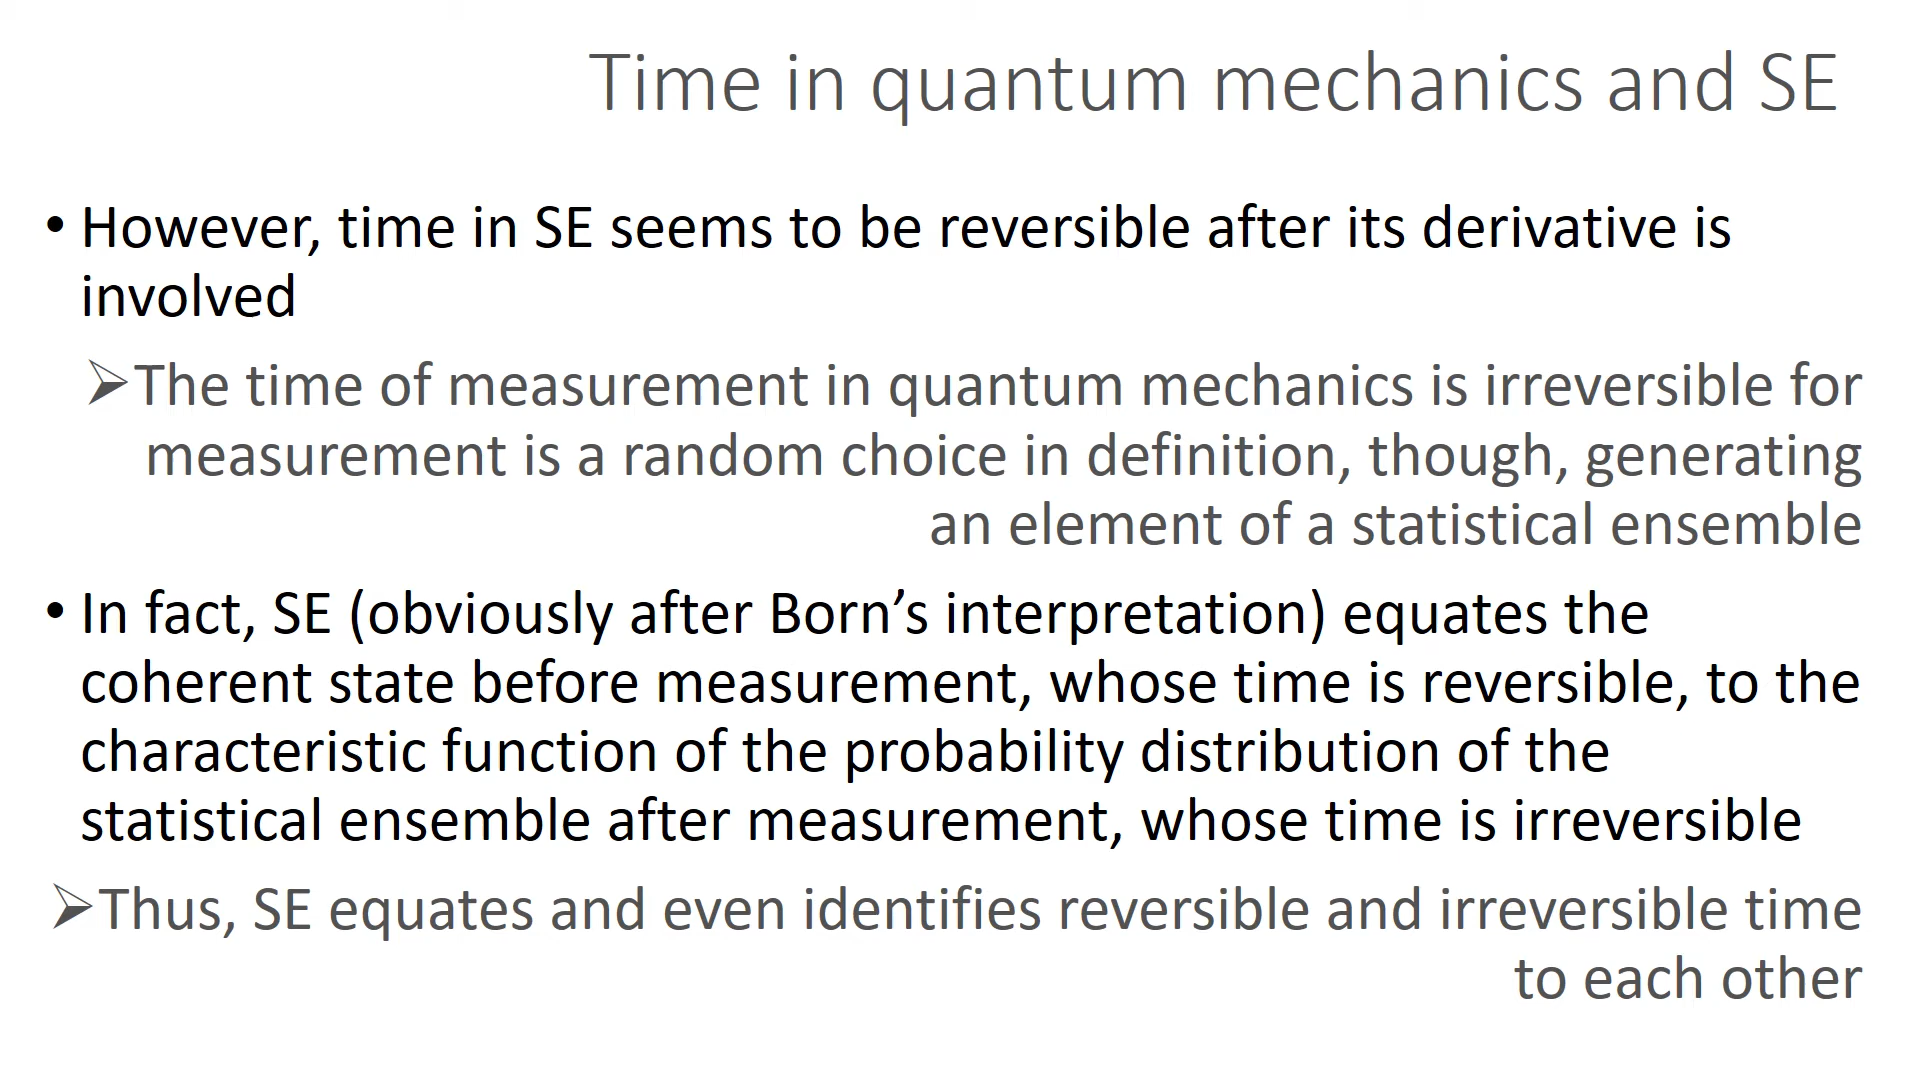 Time in quantum mechanics and SE
• However, time in SE seems to be reversible after its derivative is
involved
➢The time of measurement in quantum mechanics is irreversible for
measurement is a random choice in definition, though, generating
an element of a statistical ensemble
• In fact, SE (obviously after Born’s interpretation) equates the
coherent state before measurement, whose time is reversible, to the
characteristic function of the probability distribution of the
statistical ensemble after measurement, whose time is irreversible
➢Thus, SE equates and even identifies reversible and irreversible time
to each other